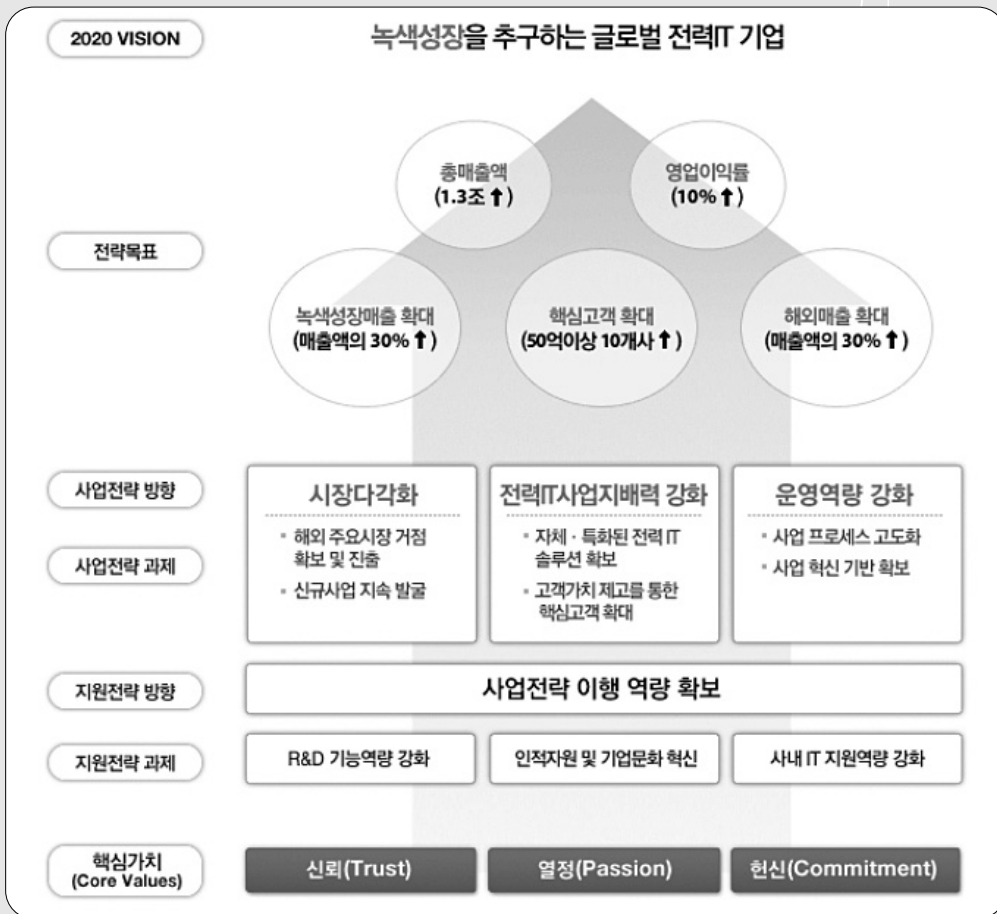 2020 VISION
녹색성장을 추구하는 글로벌 전력IT 기업
총매출액
(1.3조 ↑)
영업이익률
(10% ↑)
전략목표
녹색성장매출 확대
(매출액의 30% ↑)
핵심고객 확대
(50억이상 10개사 ↑)
해외매출 확대
(매출액의 30% ↑)
사업전략 방향
시장다각화
전력IT사업지배력 강화
운영역량 강화
사업전략 과제
▪ 해외 주요시장 거점
확보 및 진출
▪ 신규사업 지속 발굴
▪ 자체 · 특화된 전력 IT
솔루션 확보
▪ 고객가치 제고를 통한
핵심고객 확대
▪ 사업 프로세스 고도화
▪ 사업 혁신 기반 확보
지원전략 방향
사업전략 이행 역량 확보
지원전략 과제
R&D 기능역량 강화
인적자원 및 기업문화 혁신
사내 IT 지원역량 강화
핵심가치
(Core Values)
신뢰(Trust)
열정(Passion)
헌신(Commitment)